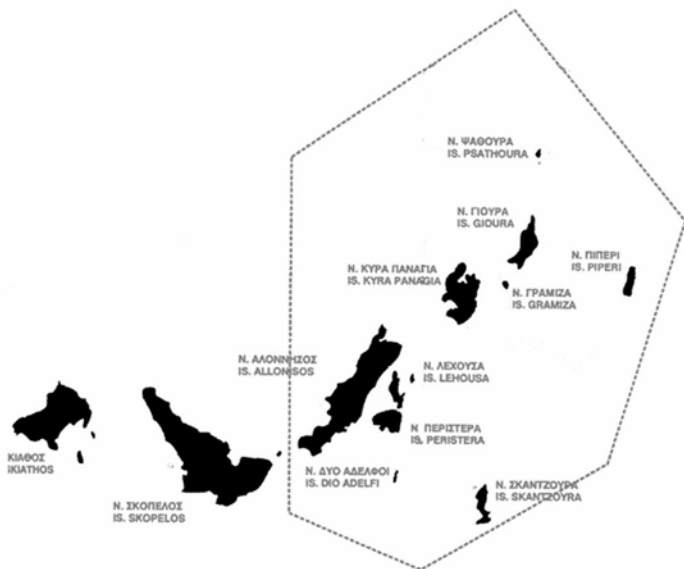 Ν. ΨΑΘΟΥΡΑ
IS. PSATHOURA
Ν. ΓΙΟΥΡΑ
IS. GIOURA
Ν. ΠΙΠΕΡΙ
IS. PIPERI
Ν. ΚΥΡΑ ΠΑΝΑΓΙΑ
IS. KYRA PANAGIA
Ν. ΓΡΑΜΙΖΑ
IS. GRAMIZA
Ν. ΑΛΟΝΝΗΣΟΣ
IS. ALLONISOS
Ν. ΛΕΧΟΥΣΑ
IS. LEHOUSA
Ν ΠΕΡΙΣΤΕΡΑ
IS. PERISTERA
ΚΙΑΘΟΣ
IKIATHOS
Ν. ΔΥΟ ΑΔΕΛΦΟΙ
IS. DIO ADELFI
Ν. ΣΚΑΝΤΖΟΥΡΑ
IS. SKANTZOURA
Ν. ΣΚΟΠΕΛΟΣ
IS. SKOPELOS